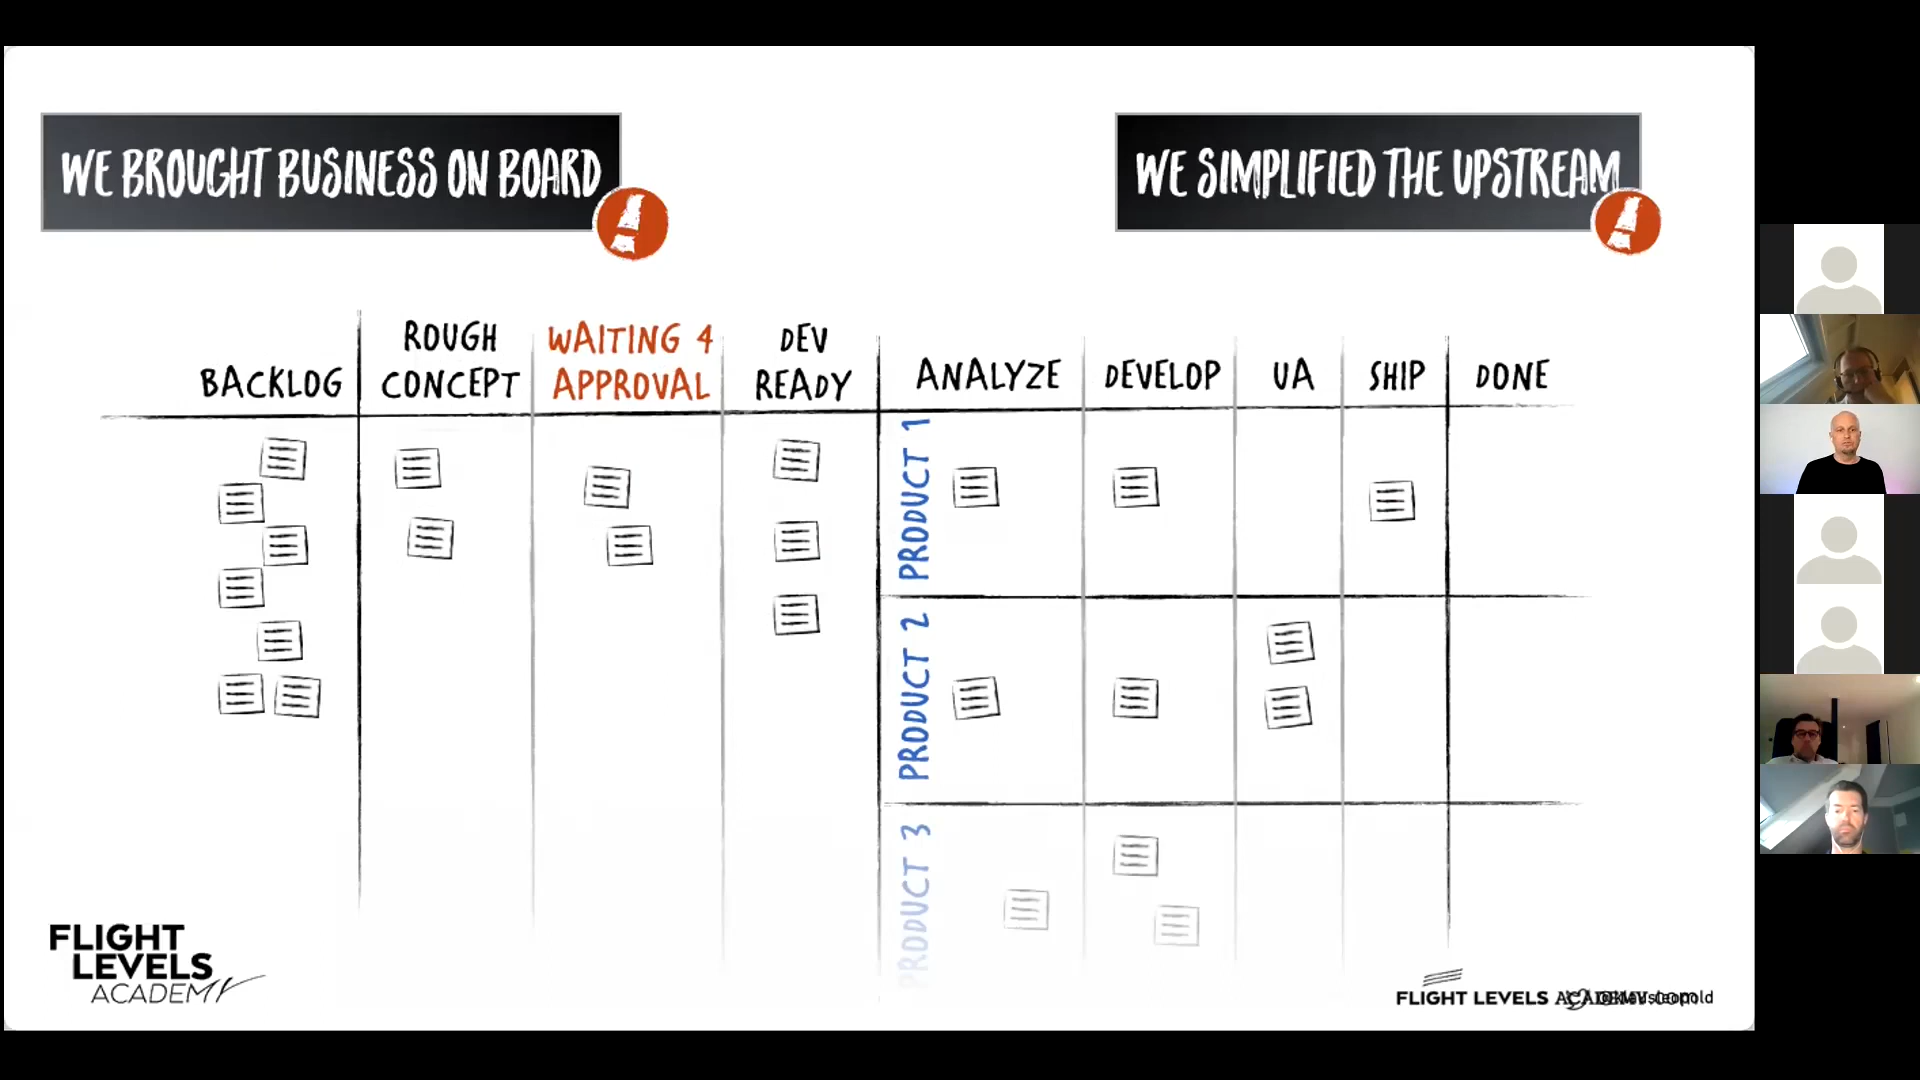 WE BROUGHT BUSINESS ON BOARD
WE SIMPLIFIED THE UPSTREAM
BACKLOG
ROUGH
CONCEPT
WAITING 4
APPROVAL
DEV
READY
ANALYZE
DEVELOP
UA
SHIP
DONE
PRODUCT 1
PRODUCT 2
PRODUCT 3
FLIGHT
LEVELS
ACADEMY
FLIGHT LEVELS